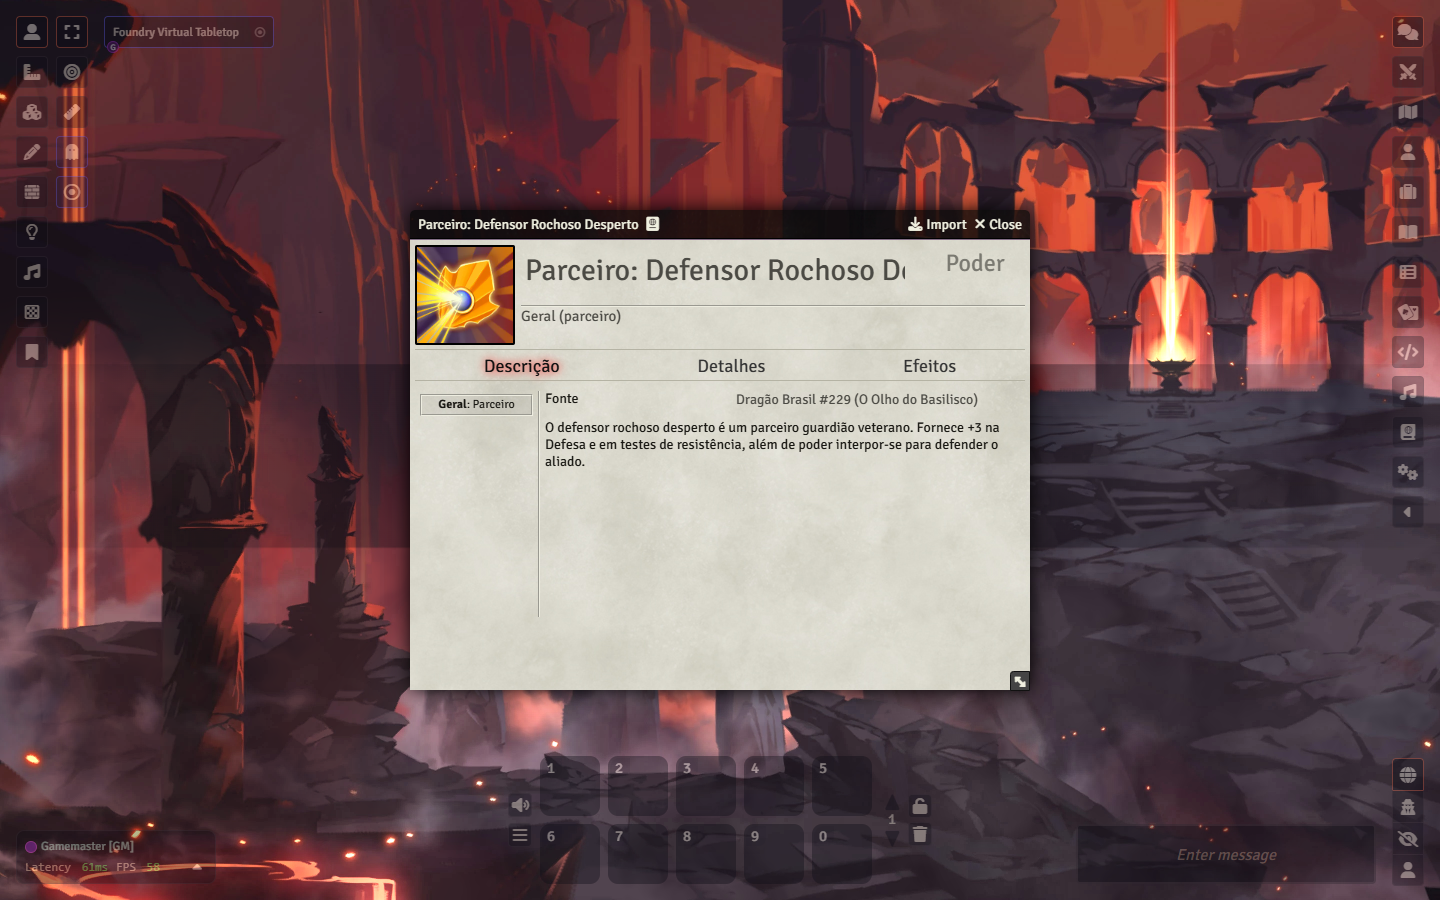 Foundry Virtual Tabletop
G
Parceiro: Defensor Rochoso Desperto
Import
Close
Parceiro: Defensor Rochoso De
Poder
Geral (parceiro)
Descrição
Detalhes
Efeitos
Geral: Parceiro
Fonte
Dragão Brasil #229 (O Olho do Basilisco)
O defensor rochoso desperto é um parceiro guardião veterano. Fornece +3 na
Defesa e em testes de resistência, além de poder interpor-se para defender o
aliado.
1
2
3
4
5
6
7
8
9
0
1
Gamemaster [GM]
Latency 61ms FPS 58
Enter message